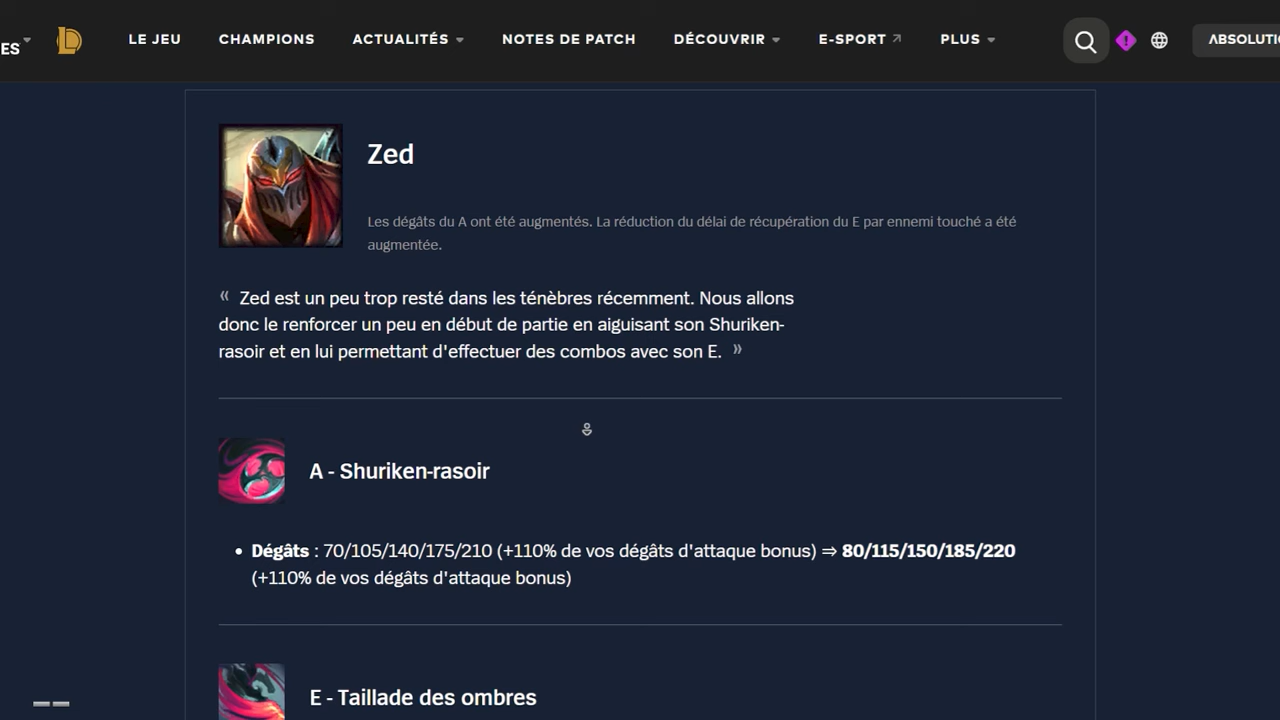 ES
LE JEU
CHAMPIONS
ACTUALITÉS
NOTES DE PATCH
DÉCOUVRIR
E-SPORT
PLUS
Zed
Les dégâts du A ont été augmentés. La réduction du délai de récupération du E par ennemi touché a été
augmentée.
« Zed est un peu trop resté dans les ténèbres récemment. Nous allons
donc le renforcer un peu en début de partie en aiguisant son Shuriken-
rasoir et en lui permettant d'effectuer des combos avec son E. »
A - Shuriken-rasoir
• Dégâts : 70/105/140/175/210 (+110% de vos dégâts d'attaque bonus) ⇒ 80/115/150/185/220
(+110% de vos dégâts d'attaque bonus)
E - Taillade des ombres